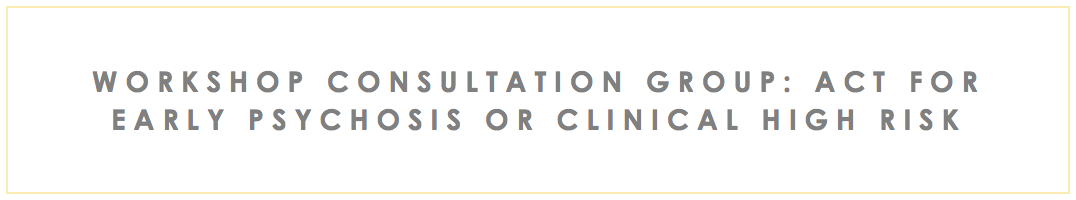 WORKSHOP CONSULTATION GROUP: ACT FOR
EARLY PSYCHOSIS OR CLINICAL HIGH RISK